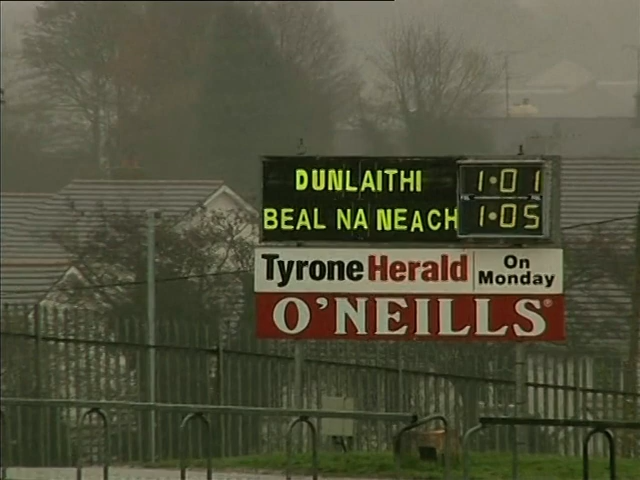 DUNLAITHI 1•01
BEAL NA NEACH 1•05
Tyrone Herald On Monday
O'NEILLS®